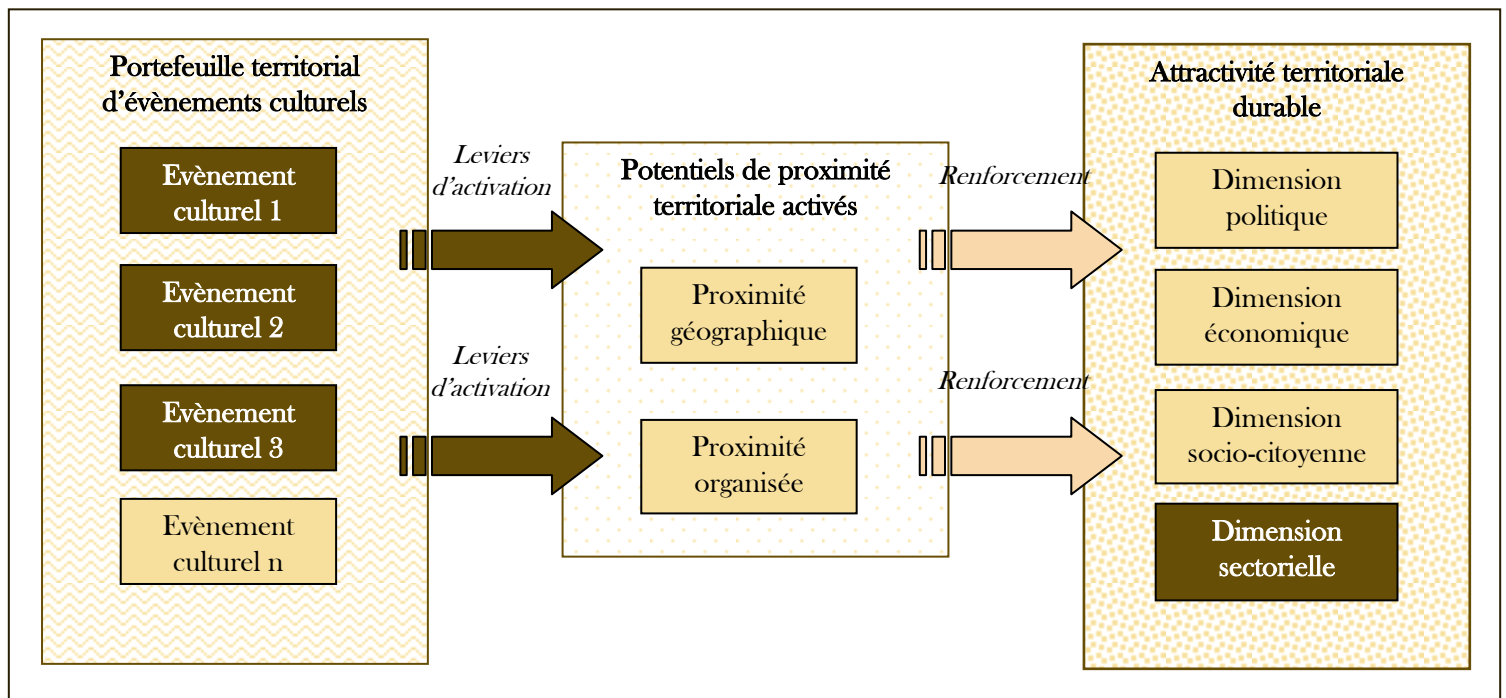 Portefeuille territorial
d'évènements culturels
Evènement
culturel 1
Evènement
culturel 2
Evènement
culturel 3
Evènement
culturel n
Leviers
d'activation
Leviers
d'activation
Potentiels de proximité
territoriale activés
Proximité
géographique
Proximité
organisée
Renforcement
Renforcement
Attractivité territoriale
durable
Dimension
politique
Dimension
économique
Dimension
socio-citoyenne
Dimension
sectorielle